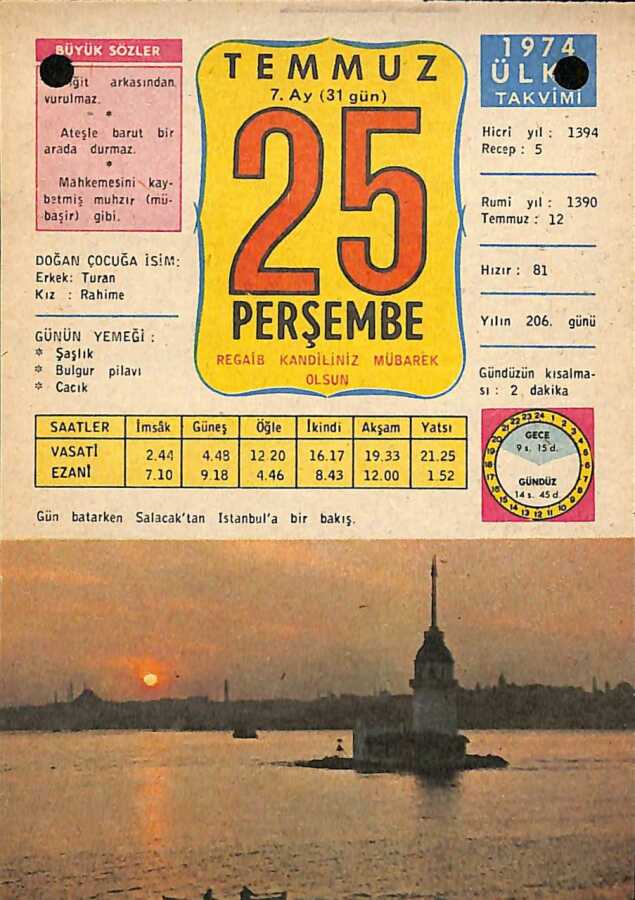 BÜYÜK SÖZLER
arkasından
vurulmaz.
*
Ateşle barut bir
arada durmaz.
*
Mahkemesini kay-
betmiş muhzır (mü-
başir) gibi.
DOĞAN ÇOCUĞA İSİM:
Erkek: Turan
Kız : Rahime
GÜNÜN YEMEĞİ :
* Şaşlık
* Bulgur pilavı
* Cacık
TEMMUZ
7. Ay (31 gün)
25
PERŞEMBE
REGAİB KANDİLİNİZ MÜBAREK
OLSUN
1974
TAKVİMİ
Hicri yıl : 1394
Recep : 5
Rumi yıl : 1390
Temmuz : 12
Hızır : 81
Yılın 206. günü
Gündüzün kısalma-
sı : 2 dakika
SAATLER İmsâk Güneş Öğle İkindi Akşam Yatsı
VASATİ 2.44 4.48 12.20 16.17 19.33 21.25
EZANİ 7.10 9.18 4.46 8.43 12.00 1.52
GECE
9 s. 15 d.
GÜNDÜZ
14 s. 45 d.
Gün batarken Salacak'tan İstanbul'a bir bakış.